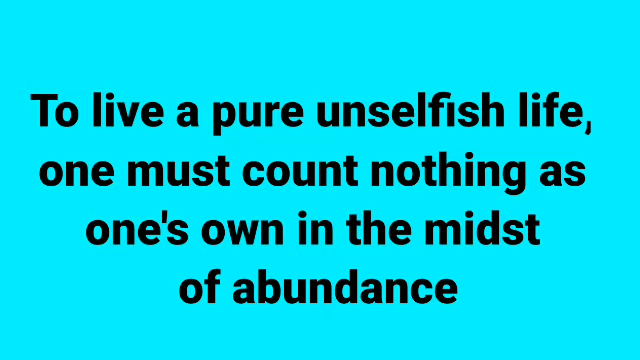 To live a pure unselfish life,
one must count nothing as
one's own in the midst
of abundance